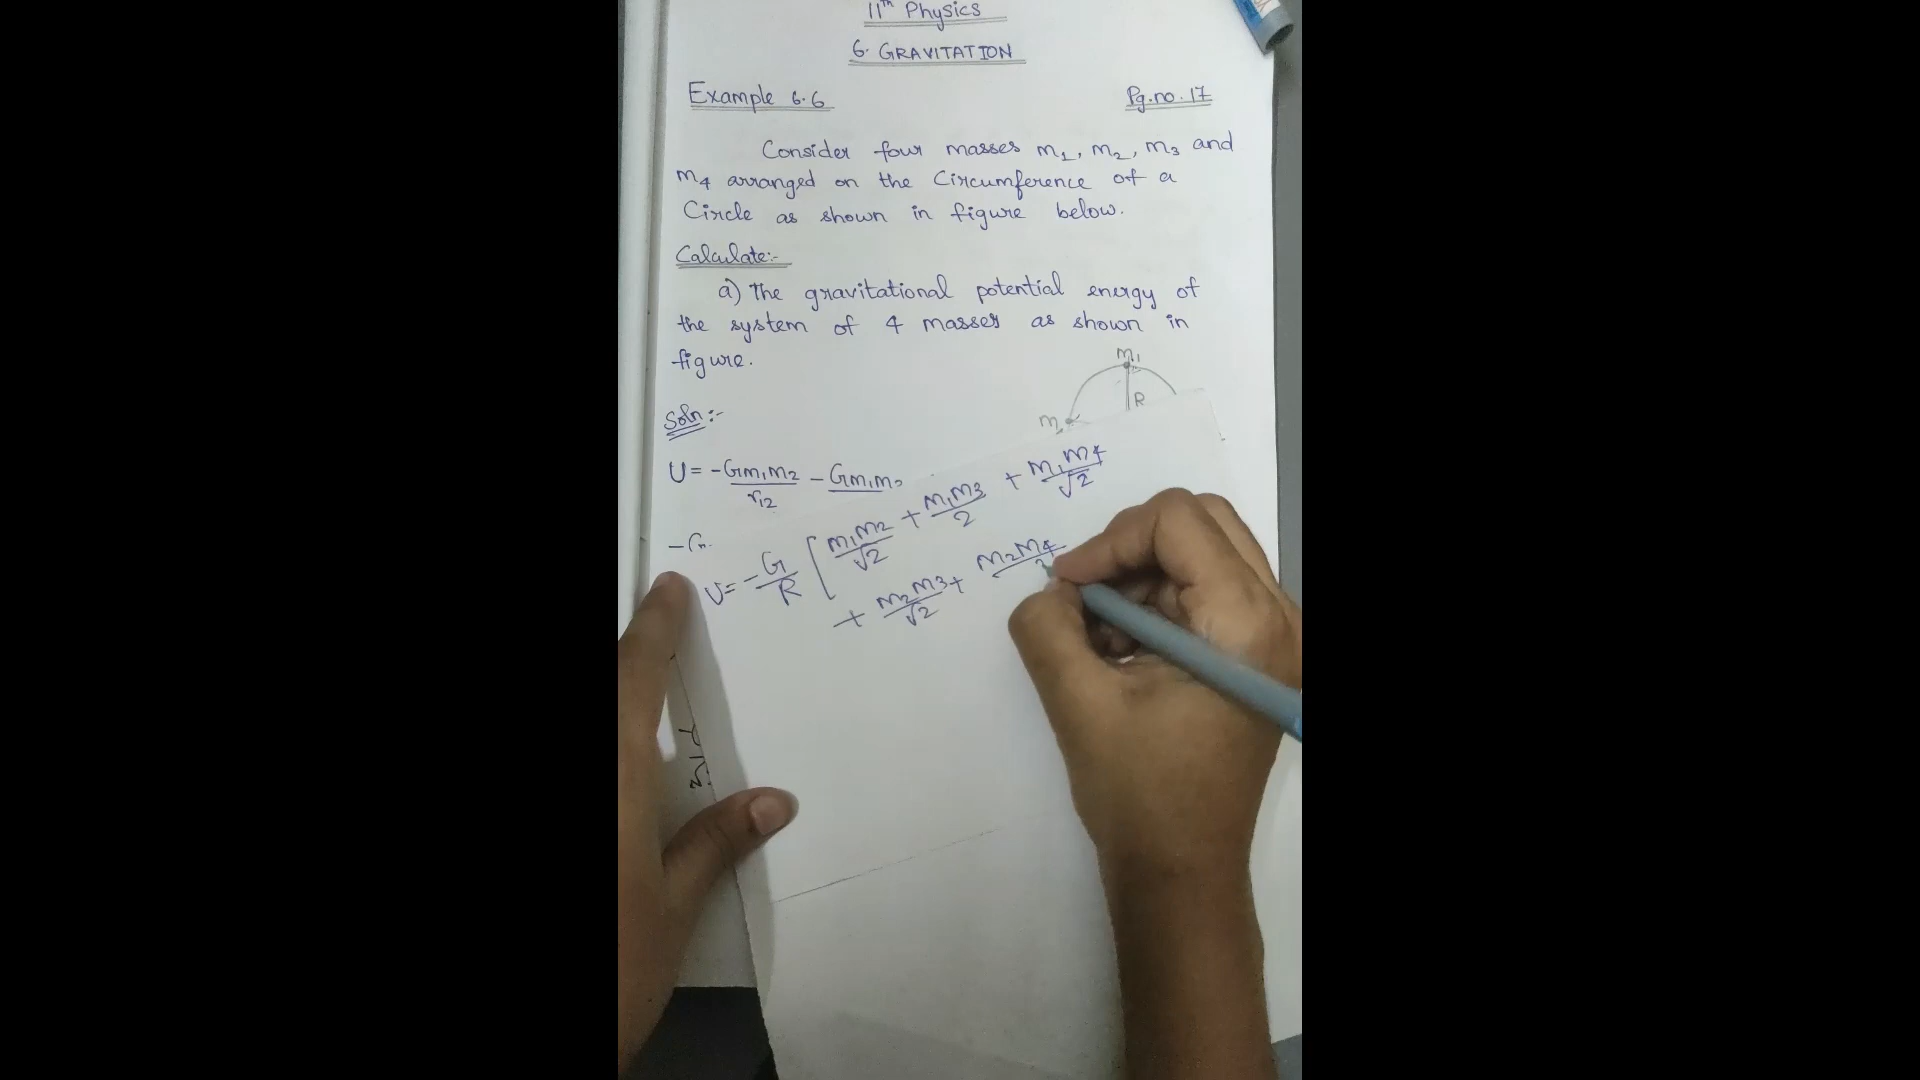 11th Physics
6. GRAVITATION
Example 6.6 Pg.no.17
Consider four masses m1, m2, m3 and
m4 arranged on the Circumference of a
Circle as shown in figure below.
Calculate:-
a) The gravitational potential energy of
the system of 4 masses as shown in
figure.
M1
R
m
Soln:-
U = -Gm1m2/r12 - Gm1m
-G
U = -G/R [ m1m2/√2 + m1m3/2 + m1m4/√2
+ m2m3/√2 + m2m4/